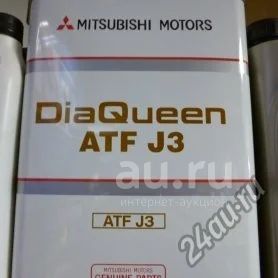 MITSUBISHI MOTORS
DiaQueen
ATF J3
au.ru
интернет-аукцион
ATF J3
MITSUBISHI MOTORS
GENUINE PARTS
24au.ru